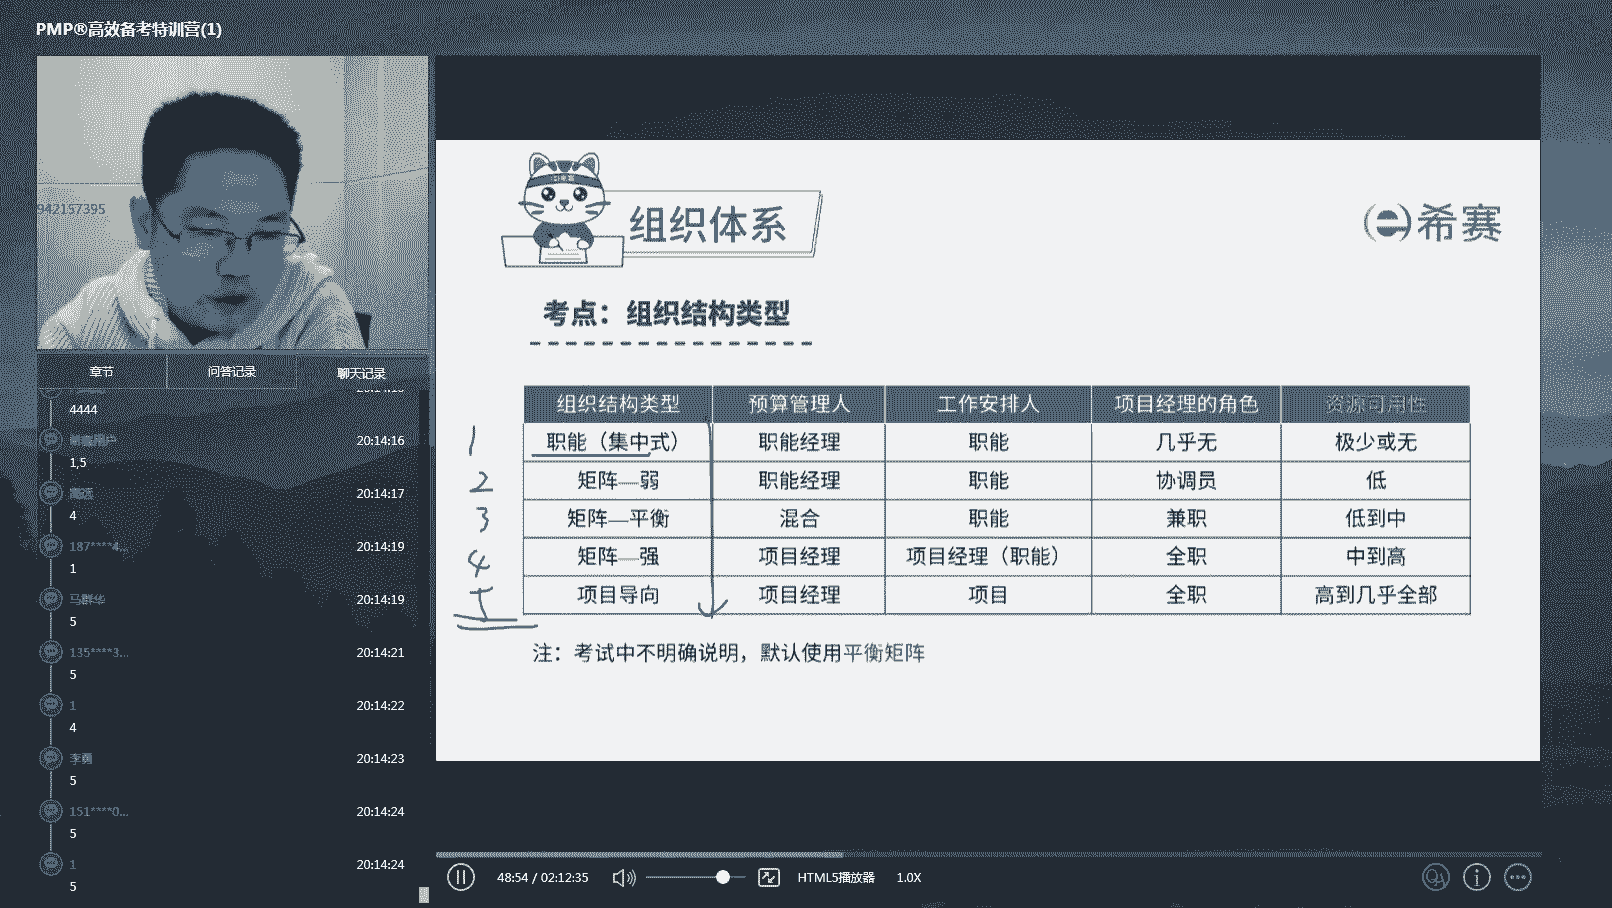 PMP®高效备考特训营(1)
942157395
章节
问答记录
聊天记录
4444
20:14:16
1,5
20:14:17
4
187****4...
20:14:19
1
马群华
20:14:19
5
135****3...
20:14:21
5
1
20:14:22
4
李勇
20:14:23
5
151****0...
20:14:24
5
1
20:14:24
5
组织体系
希赛
考点：组织结构类型
组织结构类型 预算管理人 工作安排人 项目经理的角色 资源可用性
1 职能（集中式） 职能经理 职能 几乎无 极少或无
2 矩阵—弱 职能经理 职能 协调员 低
3 矩阵—平衡 混合 职能 兼职 低到中
4 矩阵—强 项目经理 项目经理（职能） 全职 中到高
项目导向 项目经理 项目 全职 高到几乎全部
注：考试中不明确说明，默认使用平衡矩阵
48:54 / 02:12:35
HTML5播放器
1.0X